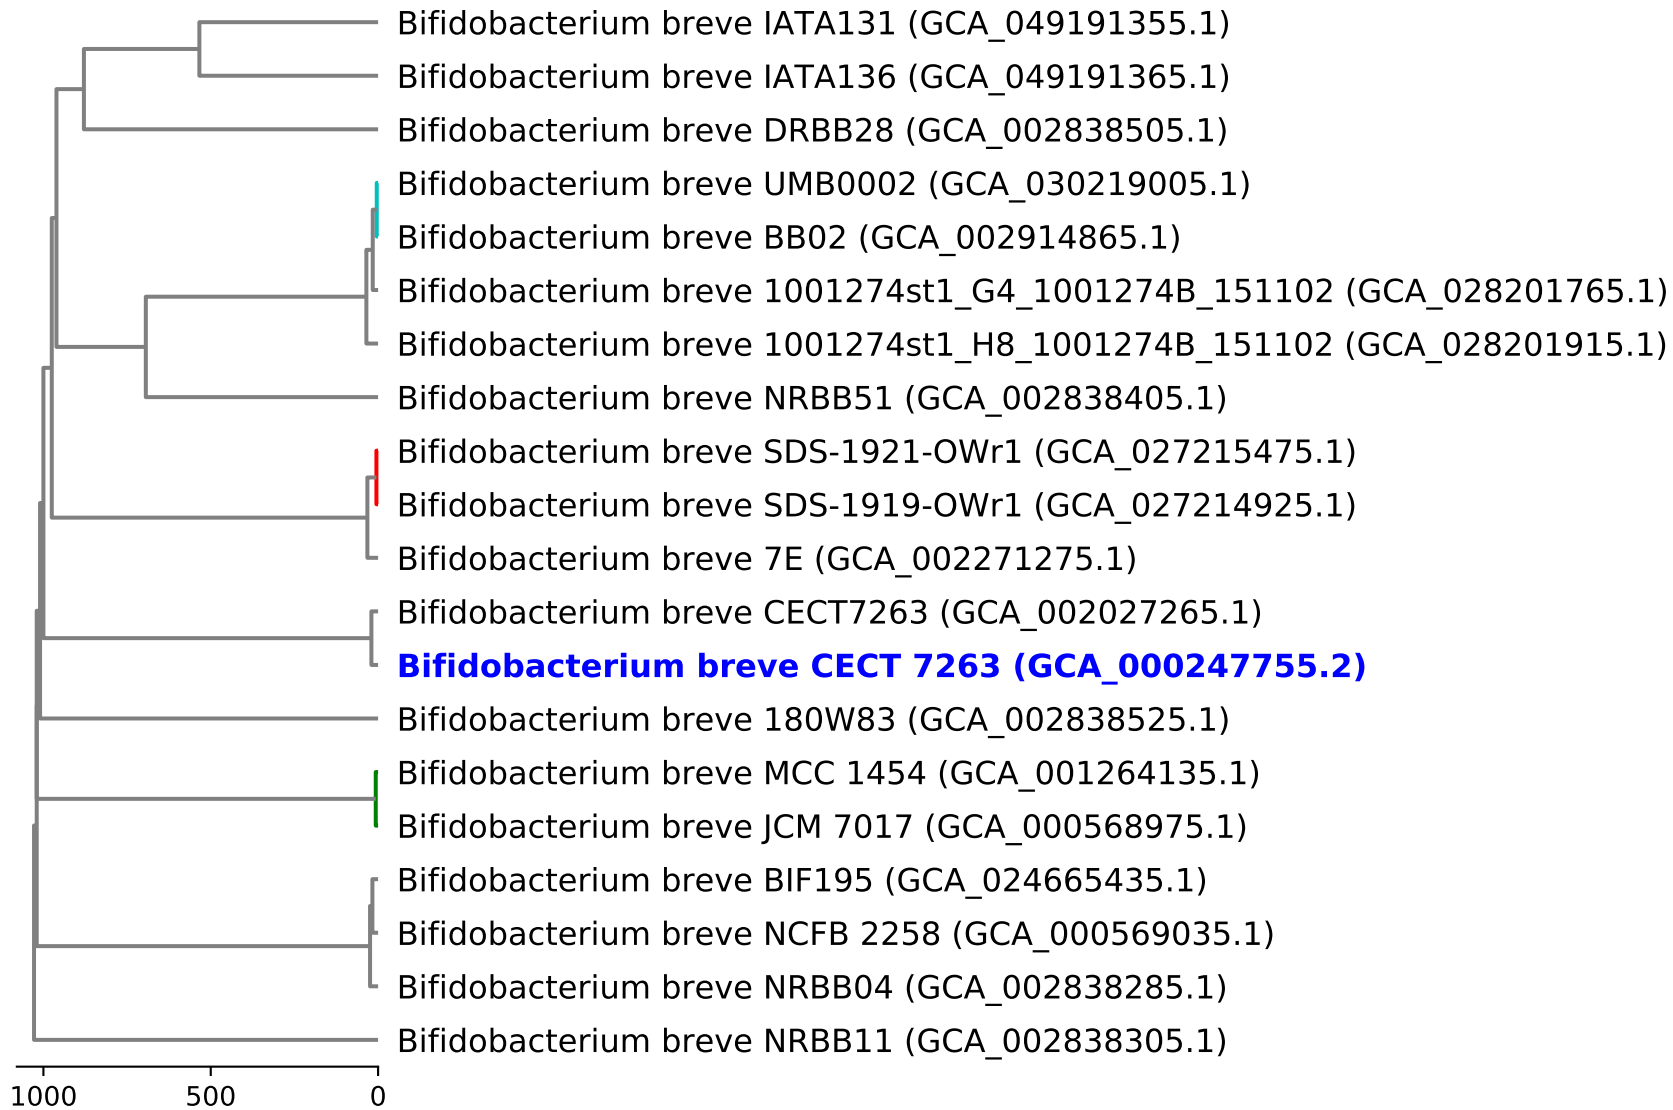 Bifidobacterium breve IATA131 (GCA_049191355.1)
Bifidobacterium breve IATA136 (GCA_049191365.1)
Bifidobacterium breve DRBB28 (GCA_002838505.1)
Bifidobacterium breve UMB0002 (GCA_030219005.1)
Bifidobacterium breve BB02 (GCA_002914865.1)
Bifidobacterium breve 1001274st1_G4_1001274B_151102 (GCA_028201765.1)
Bifidobacterium breve 1001274st1_H8_1001274B_151102 (GCA_028201915.1)
Bifidobacterium breve NRBB51 (GCA_002838405.1)
Bifidobacterium breve SDS-1921-OWr1 (GCA_027215475.1)
Bifidobacterium breve SDS-1919-OWr1 (GCA_027214925.1)
Bifidobacterium breve 7E (GCA_002271275.1)
Bifidobacterium breve CECT7263 (GCA_002027265.1)
Bifidobacterium breve CECT 7263 (GCA_000247755.2)
Bifidobacterium breve 180W83 (GCA_002838525.1)
Bifidobacterium breve MCC 1454 (GCA_001264135.1)
Bifidobacterium breve JCM 7017 (GCA_000568975.1)
Bifidobacterium breve BIF195 (GCA_024665435.1)
Bifidobacterium breve NCFB 2258 (GCA_000569035.1)
Bifidobacterium breve NRBB04 (GCA_002838285.1)
Bifidobacterium breve NRBB11 (GCA_002838305.1)
1000 500 0